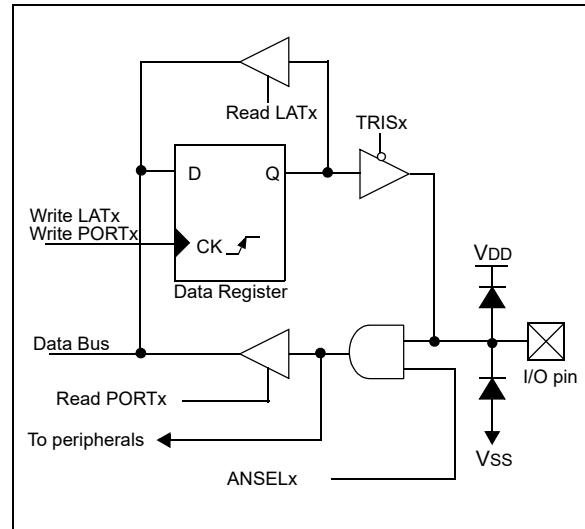 Read LATx
TRISx
D Q
Write LATx
Write PORTx
CK
Data Register
VDD
Data Bus
I/O pin
Read PORTx
To peripherals
VSS
ANSELx